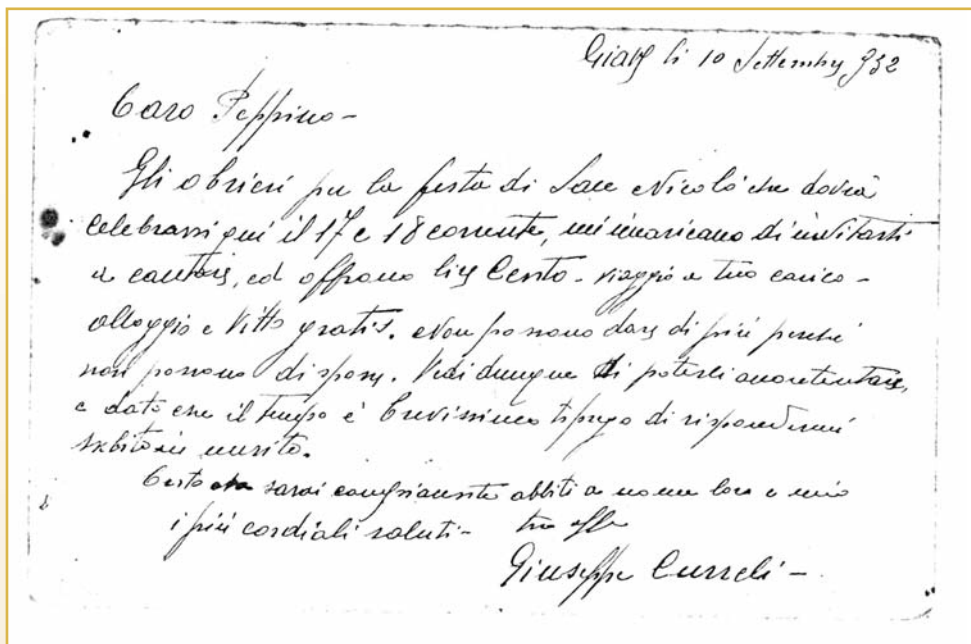 Giave li 10 Settembre 932
Caro Peppino -
Gli obrieri per la festa di San Nicolò che dovrà
celebrarsi qui il 17 e 18 corrente, mi incaricano di invitarti
a cantare, ed offrono lire Cento - viaggio a tuo carico -
alloggio e Vitto gratis. Non possono dare di più perché
non possono disporre. Vedi dunque di poterli accontentare,
e dato che il tempo è brevissimo ti prego di rispondermi
subito in merito.
Certo sarai compiacente abbiti a nome loro e mio
i più cordiali saluti - tuo
Giuseppe Curreli -